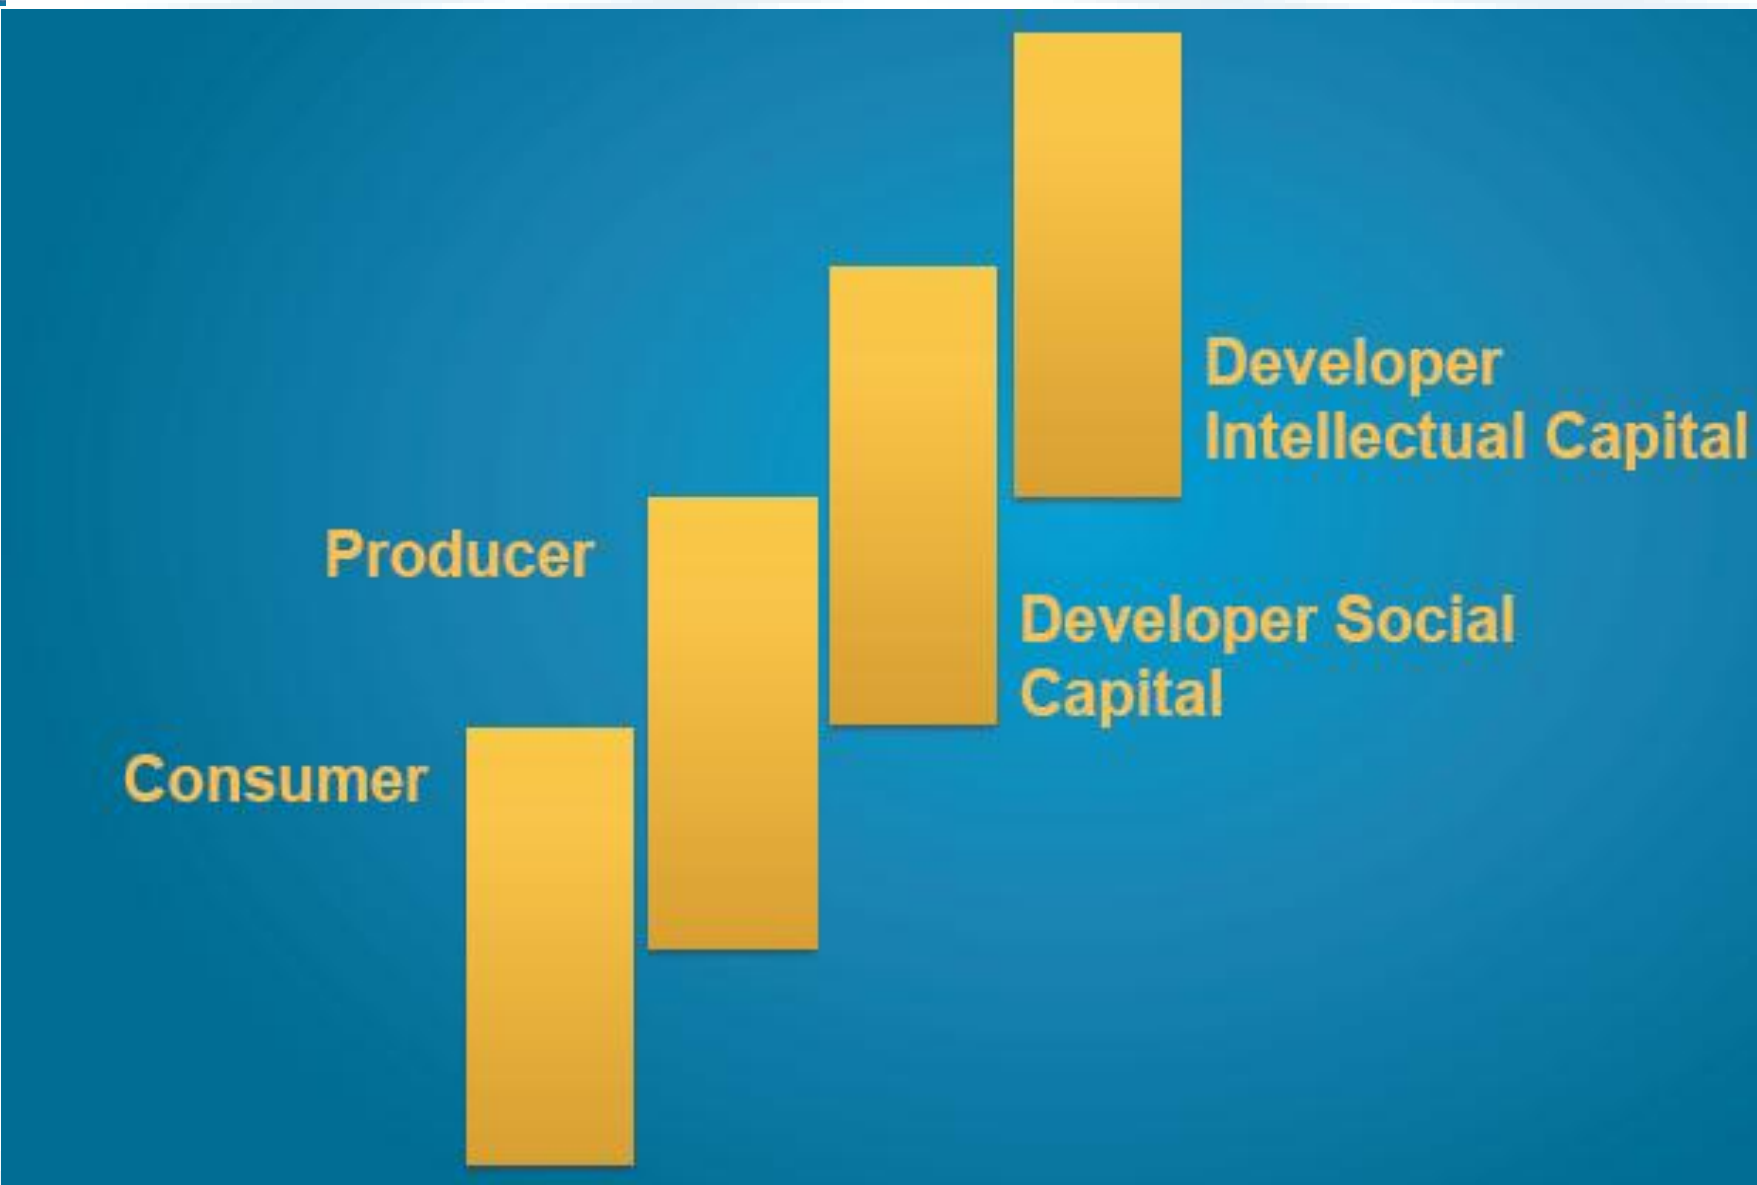 Developer
Intellectual Capital
Producer
Developer Social
Capital
Consumer